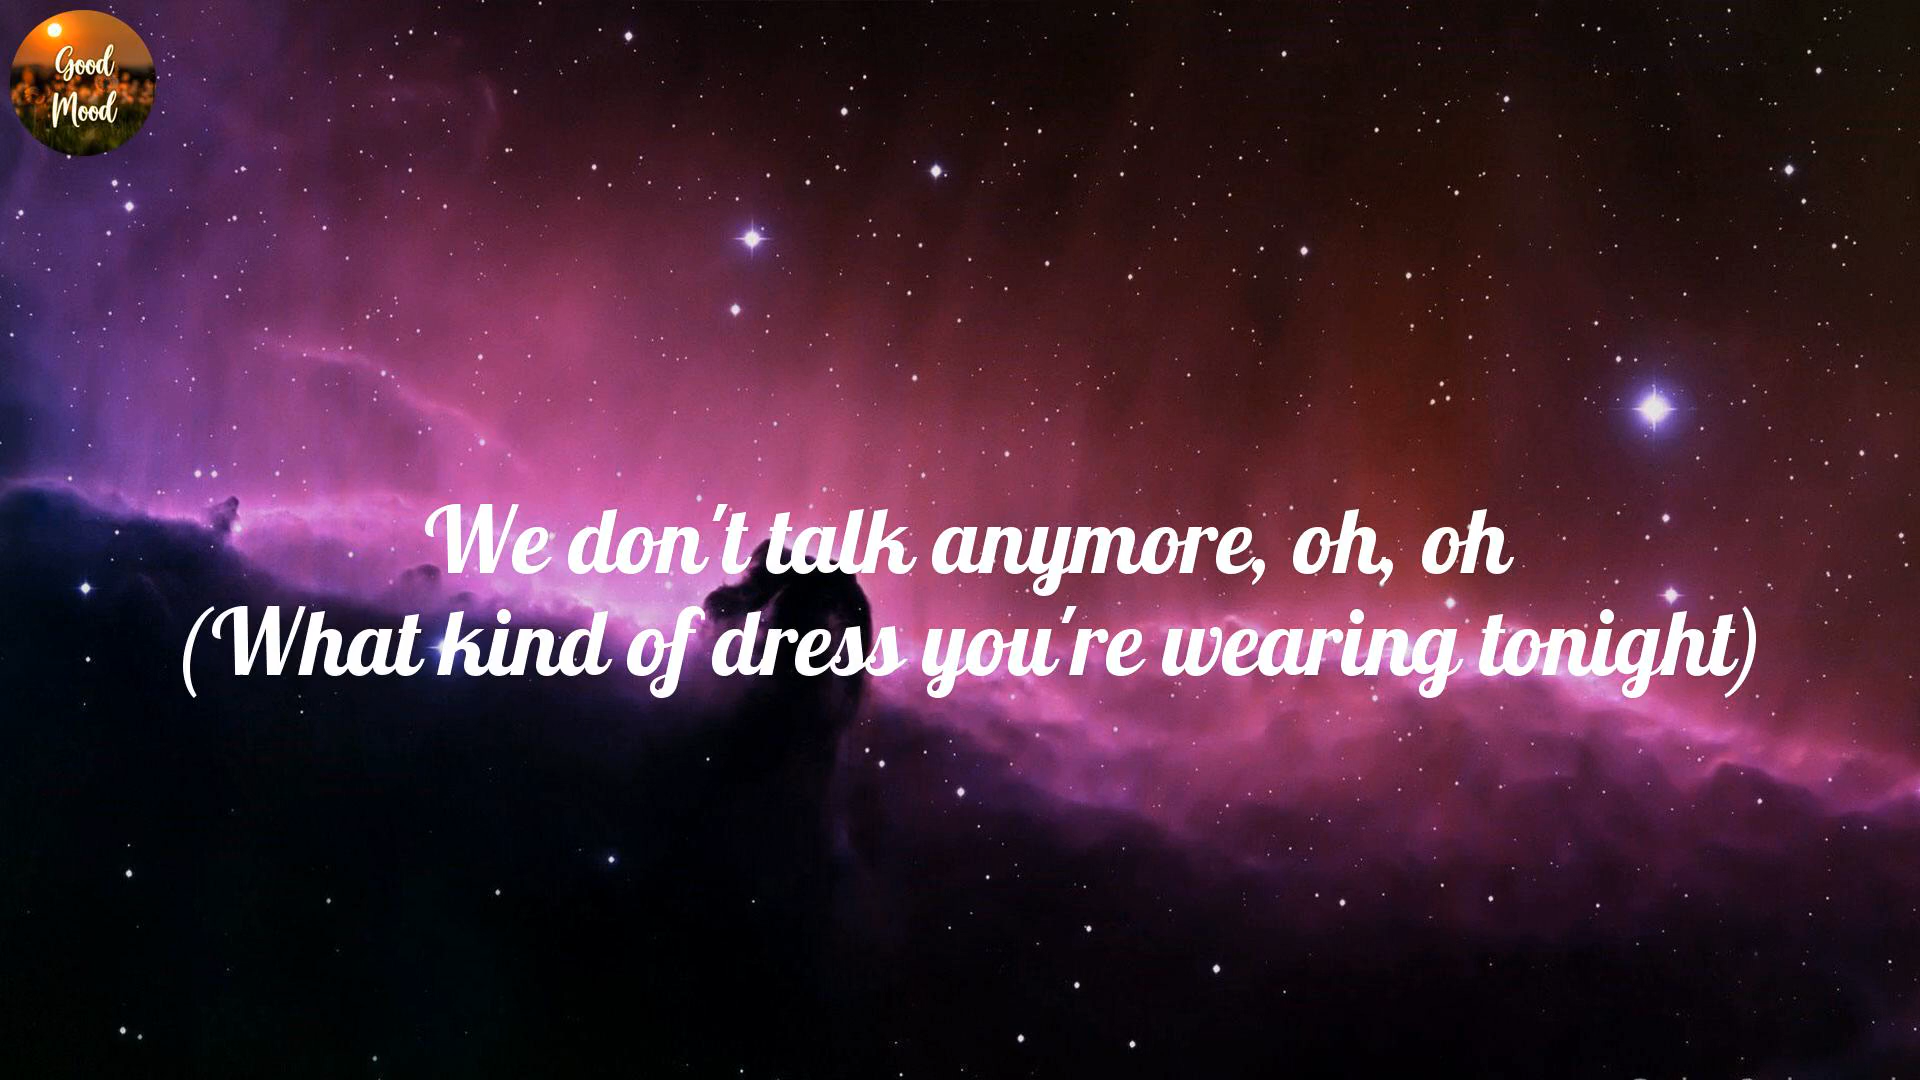 Good
Mood
We don't talk anymore, oh, oh
(What kind of dress you're wearing tonight)